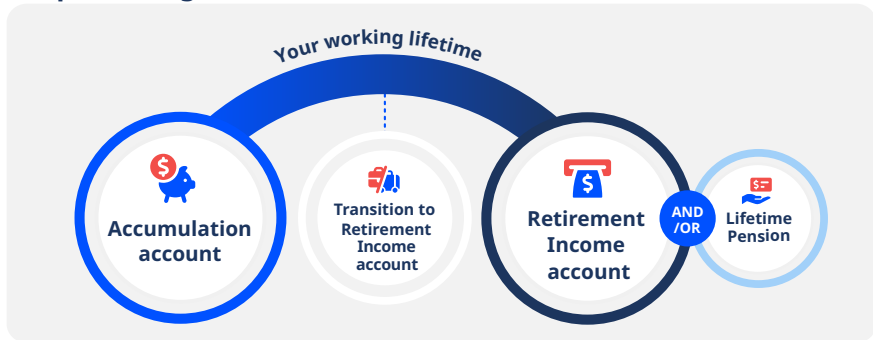 Your working lifetime
$
Accumulation
account
Transition to
Retirement
Income
account
$
Retirement
Income
account
AND
/OR
$
Lifetime
Pension